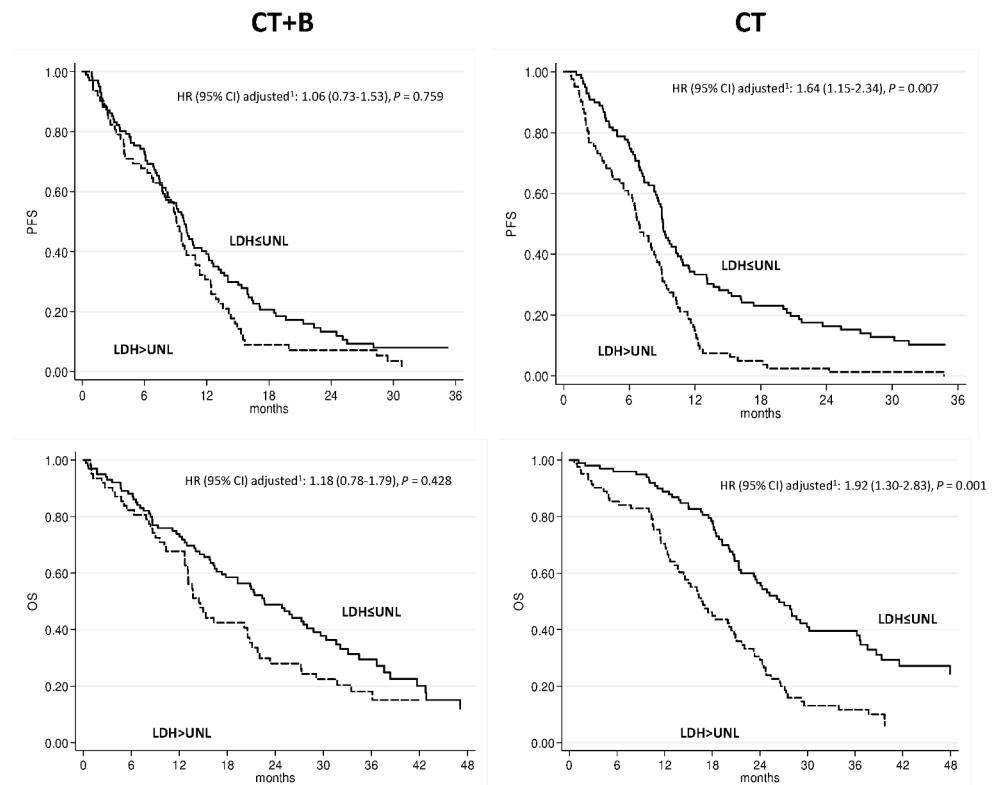 CT+B
CT
HR (95% CI) adjusted¹: 1.06 (0.73-1.53), P = 0.759
PFS
1.00
0.80
0.60
0.40
0.20
0.00
LDH≤UNL
LDH>UNL
0 6 12 18 24 30 36
months
HR (95% CI) adjusted¹: 1.64 (1.15-2.34), P = 0.007
PFS
1.00
0.80
0.60
0.40
0.20
0.00
LDH≤UNL
LDH>UNL
0 6 12 18 24 30 36
months
HR (95% CI) adjusted¹: 1.18 (0.78-1.79), P = 0.428
OS
1.00
0.80
0.60
0.40
0.20
0.00
LDH≤UNL
LDH>UNL
0 6 12 18 24 30 36 42 48
months
HR (95% CI) adjusted¹: 1.92 (1.30-2.83), P = 0.001
OS
1.00
0.80
0.60
0.40
0.20
0.00
LDH≤UNL
LDH>UNL
0 6 12 18 24 30 36 42 48
months